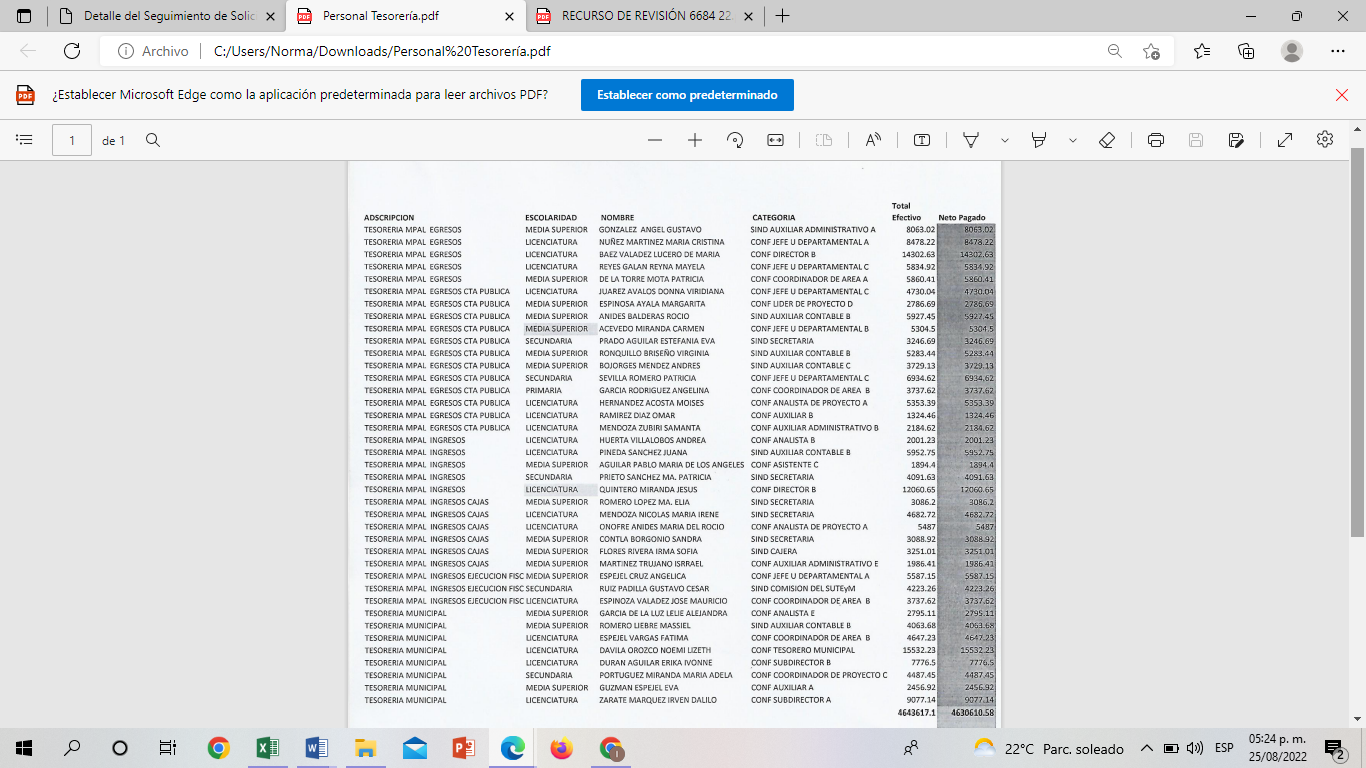 Detalle del Seguimiento de Solic
Personal Tesorería.pdf
RECURSO DE REVISIÓN 6684 22.
Archivo C:/Users/Norma/Downloads/Personal%20Tesorería.pdf
¿Establecer Microsoft Edge como la aplicación predeterminada para leer archivos PDF? Establecer como predeterminado
1 de 1
Total
ADSCRIPCION ESCOLARIDAD NOMBRE CATEGORIA Efectivo Neto Pagado
TESORERIA MPAL EGRESOS MEDIA SUPERIOR GONZALEZ ANGEL GUSTAVO SIND AUXILIAR ADMINISTRATIVO A 8063.02 8063.02
TESORERIA MPAL EGRESOS LICENCIATURA NUÑEZ MARTINEZ MARIA CRISTINA CONF JEFE U DEPARTAMENTAL A 8478.22 8478.22
TESORERIA MPAL EGRESOS LICENCIATURA BAEZ VALADEZ LUCERO DE MARIA CONF DIRECTOR B 14302.63 14302.63
TESORERIA MPAL EGRESOS LICENCIATURA REYES GALAN REYNA MAYELA CONF JEFE U DEPARTAMENTAL C 5834.92 5834.92
TESORERIA MPAL EGRESOS MEDIA SUPERIOR DE LA TORRE MOTA PATRICIA CONF COORDINADOR DE AREA A 5860.41 5860.41
TESORERIA MPAL EGRESOS CTA PUBLICA LICENCIATURA JUAREZ AVALOS DONNA VIRIDIANA CONF JEFE U DEPARTAMENTAL C 4730.04 4730.04
TESORERIA MPAL EGRESOS CTA PUBLICA MEDIA SUPERIOR ESPINOSA AYALA MARGARITA CONF LIDER DE PROYECTO D 2786.69 2786.69
TESORERIA MPAL EGRESOS CTA PUBLICA MEDIA SUPERIOR ANIDES BALDERAS ROCIO SIND AUXILIAR CONTABLE B 5927.45 5927.45
TESORERIA MPAL EGRESOS CTA PUBLICA MEDIA SUPERIOR ACEVEDO MIRANDA CARMEN CONF JEFE U DEPARTAMENTAL B 5304.5 5304.5
TESORERIA MPAL EGRESOS CTA PUBLICA SECUNDARIA PRADO AGUILAR ESTEFANIA EVA SIND SECRETARIA 3246.69 3246.69
TESORERIA MPAL EGRESOS CTA PUBLICA MEDIA SUPERIOR RONQUILLO BRISEÑO VIRGINIA SIND AUXILIAR CONTABLE B 5283.44 5283.44
TESORERIA MPAL EGRESOS CTA PUBLICA MEDIA SUPERIOR BOJORGES MENDEZ ANDRES SIND AUXILIAR CONTABLE C 3729.13 3729.13
TESORERIA MPAL EGRESOS CTA PUBLICA SECUNDARIA SEVILLA ROMERO PATRICIA CONF JEFE U DEPARTAMENTAL C 6934.62 6934.62
TESORERIA MPAL EGRESOS CTA PUBLICA PRIMARIA GARCIA RODRIGUEZ ANGELINA CONF COORDINADOR DE AREA B 3737.62 3737.62
TESORERIA MPAL EGRESOS CTA PUBLICA LICENCIATURA HERNANDEZ ACOSTA MOISES CONF ANALISTA DE PROYECTO A 5353.39 5353.39
TESORERIA MPAL EGRESOS CTA PUBLICA LICENCIATURA RAMIREZ DIAZ OMAR CONF AUXILIAR B 1324.46 1324.46
TESORERIA MPAL EGRESOS CTA PUBLICA LICENCIATURA MENDOZA ZUBIRI SAMANTA CONF AUXILIAR ADMINISTRATIVO B 2184.62 2184.62
TESORERIA MPAL INGRESOS LICENCIATURA HUERTA VILLALOBOS ANDREA CONF ANALISTA B 2001.23 2001.23
TESORERIA MPAL INGRESOS LICENCIATURA PINEDA SANCHEZ JUANA SIND AUXILIAR CONTABLE B 5952.75 5952.75
TESORERIA MPAL INGRESOS MEDIA SUPERIOR AGUILAR PABLO MARIA DE LOS ANGELES CONF ASISTENTE C 1894.4 1894.4
TESORERIA MPAL INGRESOS SECUNDARIA PRIETO SANCHEZ MA. PATRICIA SIND SECRETARIA 4091.63 4091.63
TESORERIA MPAL INGRESOS LICENCIATURA QUINTERO MIRANDA JESUS CONF DIRECTOR B 12060.65 12060.65
TESORERIA MPAL INGRESOS CAJAS MEDIA SUPERIOR ROMERO LOPEZ MA. ELIA SIND SECRETARIA 3086.2 3086.2
TESORERIA MPAL INGRESOS CAJAS LICENCIATURA MENDOZA NICOLAS MARIA IRENE SIND SECRETARIA 4682.72 4682.72
TESORERIA MPAL INGRESOS CAJAS LICENCIATURA ONOFRE ANIDES MARIA DEL ROCIO CONF ANALISTA DE PROYECTO A 5487 5487
TESORERIA MPAL INGRESOS CAJAS MEDIA SUPERIOR CONTLA BORGONIO SANDRA SIND SECRETARIA 3088.92 3088.92
TESORERIA MPAL INGRESOS CAJAS MEDIA SUPERIOR FLORES RIVERA IRMA SOFIA SIND CAJERA 3251.01 3251.01
TESORERIA MPAL INGRESOS CAJAS MEDIA SUPERIOR MARTINEZ TRUJANO ISRRAEL CONF AUXILIAR ADMINISTRATIVO E 1986.41 1986.41
TESORERIA MPAL INGRESOS EJECUCION FISC MEDIA SUPERIOR ESPEJEL CRUZ ANGELICA CONF JEFE U DEPARTAMENTAL A 5587.15 5587.15
TESORERIA MPAL INGRESOS EJECUCION FISC SECUNDARIA RUIZ PADILLA GUSTAVO CESAR SIND COMISION DEL SUTEyM 4223.26 4223.26
TESORERIA MPAL INGRESOS EJECUCION FISC LICENCIATURA ESPINOZA VALADEZ JOSE MAURICIO CONF COORDINADOR DE AREA B 3737.62 3737.62
TESORERIA MUNICIPAL MEDIA SUPERIOR GARCIA DE LA LUZ LELIE ALEJANDRA CONF ANALISTA E 2795.11 2795.11
TESORERIA MUNICIPAL MEDIA SUPERIOR ROMERO LIEBRE MASSIEL SIND AUXILIAR CONTABLE B 4063.68 4063.68
TESORERIA MUNICIPAL LICENCIATURA ESPEJEL VARGAS FATIMA CONF COORDINADOR DE AREA B 4647.23 4647.23
TESORERIA MUNICIPAL LICENCIATURA DAVILA OROZCO NOEMI LIZETH CONF TESORERO MUNICIPAL 15532.23 15532.23
TESORERIA MUNICIPAL LICENCIATURA DURAN AGUILAR ERIKA IVONNE CONF SUBDIRECTOR B 7776.5 7776.5
TESORERIA MUNICIPAL SECUNDARIA PORTUGUEZ MIRANDA MARIA ADELA CONF COORDINADOR DE PROYECTO C 4487.45 4487.45
TESORERIA MUNICIPAL MEDIA SUPERIOR GUZMAN ESPEJEL EVA CONF AUXILIAR A 2456.92 2456.92
TESORERIA MUNICIPAL LICENCIATURA ZARATE MARQUEZ IRVEN DALILO CONF SUBDIRECTOR A 9077.14 9077.14
4643617.1 4630610.58
22°C Parc. soleado ESP 05:24 p. m.
25/08/2022 2